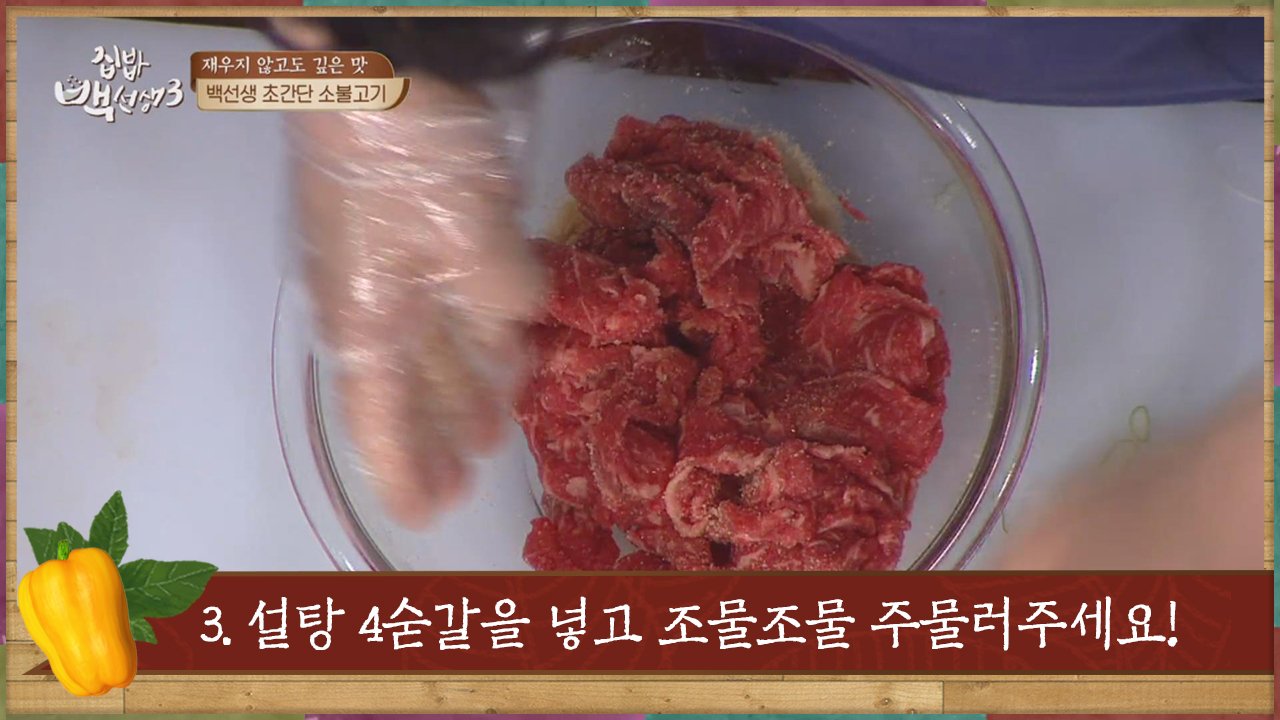 집밥
백선생3
재우지 않고도 깊은 맛
백선생 초간단 소불고기
3. 설탕 4숟갈을 넣고 조물조물 주물러주세요!